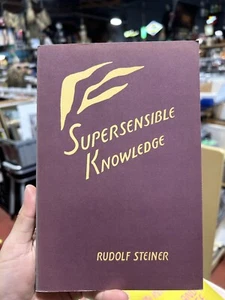 SUPERSENSIBLE
KNOWLEDGE
RUDOLF STEINER